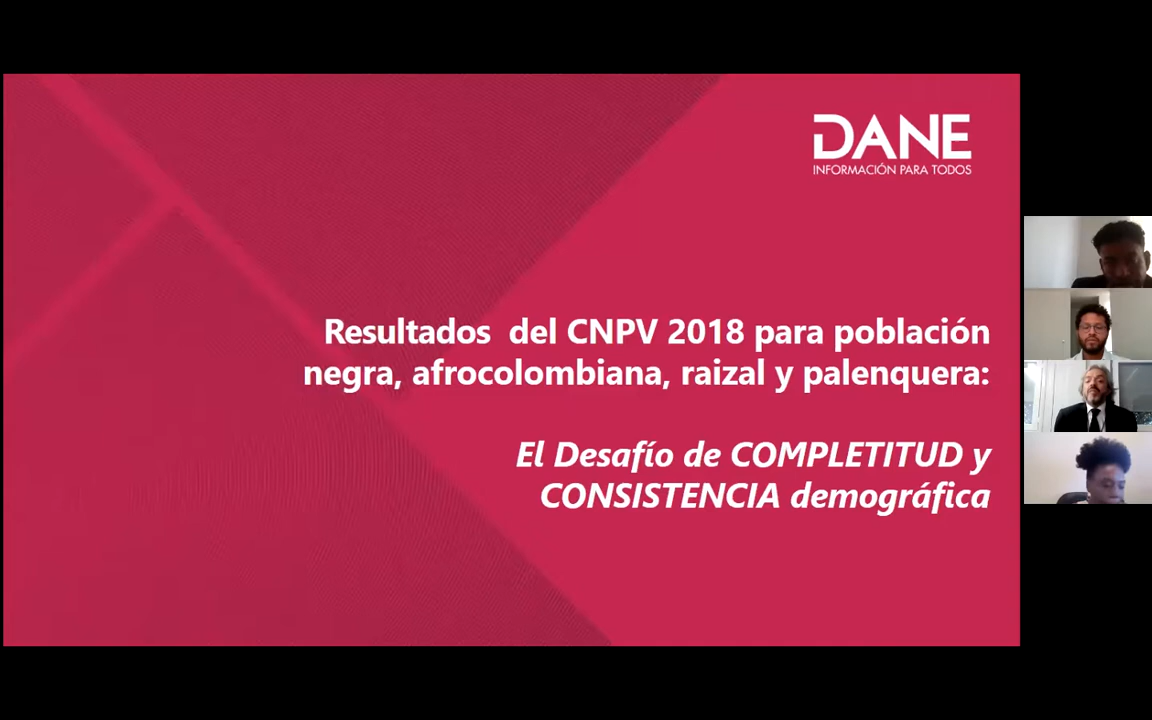 DANE
INFORMACIÓN PARA TODOS
Resultados del CNPV 2018 para población
negra, afrocolombiana, raizal y palenquera:
El Desafío de COMPLETITUD y
CONSISTENCIA demográfica